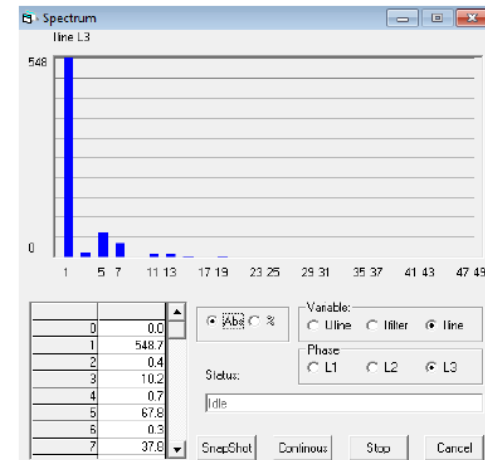 Spectrum
Iline L3
548
0
1 5 7 11 13 17 19 23 25 29 31 35 37 41 43 47 49
0 0.0
1 548.7
2 0.4
3 10.2
4 0.7
5 67.8
6 0.3
7 37.8
Abs %
Variable:
Uline Ifilter Iline
Phase
L1 L2 L3
Status:
Idle
SnapShot Continous Stop Cancel